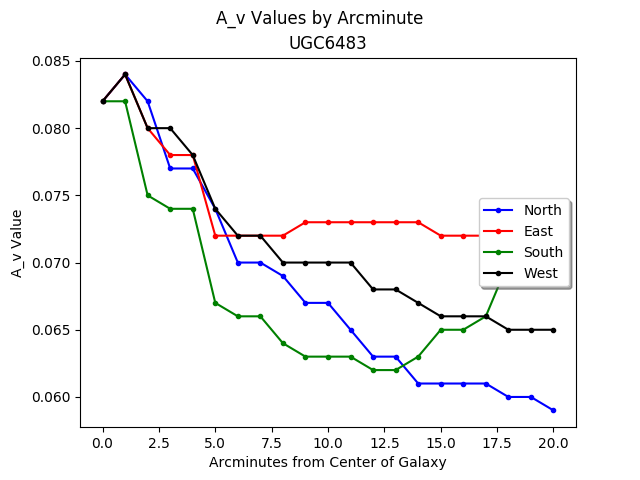 A_v Values by Arcminute
UGC6483
0.085
0.080
0.075
0.070
0.065
0.060
A_v Value
North
East
South
West
0.0
2.5
5.0
7.5
10.0
12.5
15.0
17.5
20.0
Arcminutes from Center of Galaxy